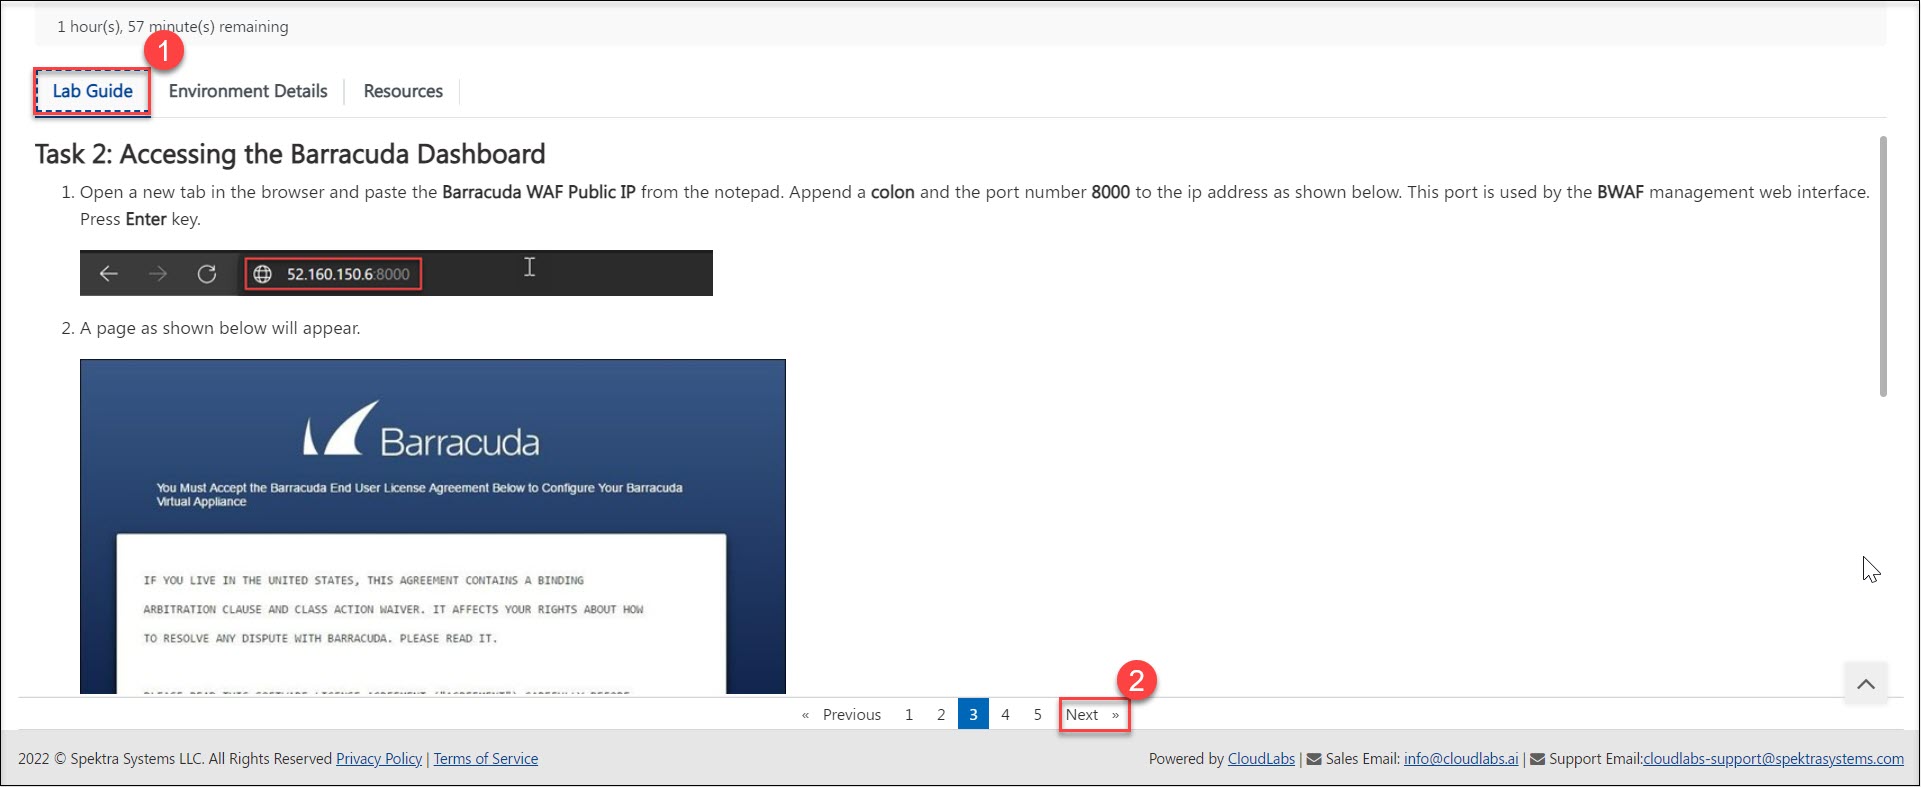 1 hour(s), 57 minute(s) remaining
1
Lab Guide
Environment Details
Resources
Task 2: Accessing the Barracuda Dashboard
1. Open a new tab in the browser and paste the Barracuda WAF Public IP from the notepad. Append a colon and the port number 8000 to the ip address as shown below. This port is used by the BWAF management web interface.
Press Enter key.
52.160.150.6:8000
2. A page as shown below will appear.
Barracuda
You Must Accept the Barracuda End User License Agreement Below to Configure Your Barracuda
Virtual Appliance
IF YOU LIVE IN THE UNITED STATES, THIS AGREEMENT CONTAINS A BINDING
ARBITRATION CLAUSE AND CLASS ACTION WAIVER. IT AFFECTS YOUR RIGHTS ABOUT HOW
TO RESOLVE ANY DISPUTE WITH BARRACUDA. PLEASE READ IT.
2
« Previous 1 2 3 4 5 Next »
2022 © Spektra Systems LLC. All Rights Reserved Privacy Policy | Terms of Service
Powered by CloudLabs | Sales Email: info@cloudlabs.ai | Support Email:cloudlabs-support@spektrasystems.com